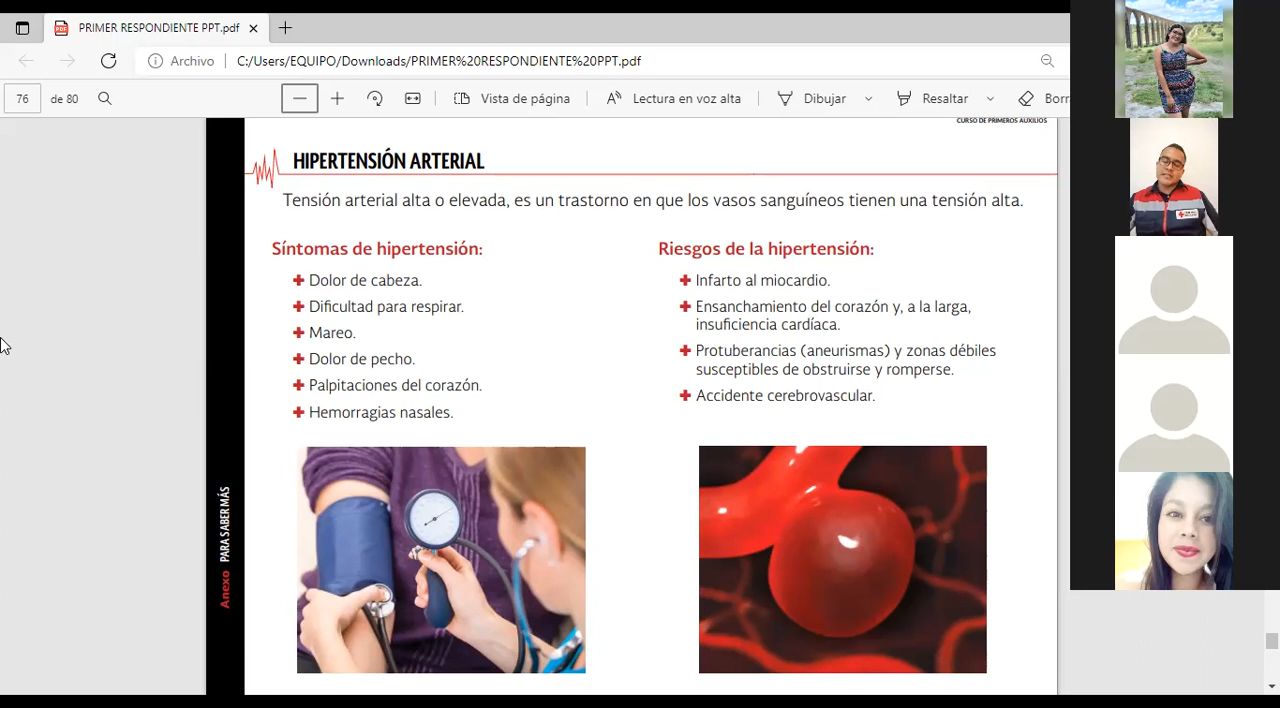 PRIMER RESPONDIENTE PPT.pdf
Archivo
C:/Users/EQUIPO/Downloads/PRIMER%20RESPONDIENTE%20PPT.pdf
76
de 80
Vista de página
Lectura en voz alta
Dibujar
Resaltar
Borr
CURSO DE PRIMEROS AUXILIOS
HIPERTENSIÓN ARTERIAL
Tensión arterial alta o elevada, es un trastorno en que los vasos sanguíneos tienen una tensión alta.
Síntomas de hipertensión:
Dolor de cabeza.
Dificultad para respirar.
Mareo.
Dolor de pecho.
Palpitaciones del corazón.
Hemorragias nasales.
Riesgos de la hipertensión:
Infarto al miocardio.
Ensanchamiento del corazón y, a la larga,
insuficiencia cardíaca.
Protuberancias (aneurismas) y zonas débiles
susceptibles de obstruirse y romperse.
Accidente cerebrovascular.
Anexo PARA SABER MÁS